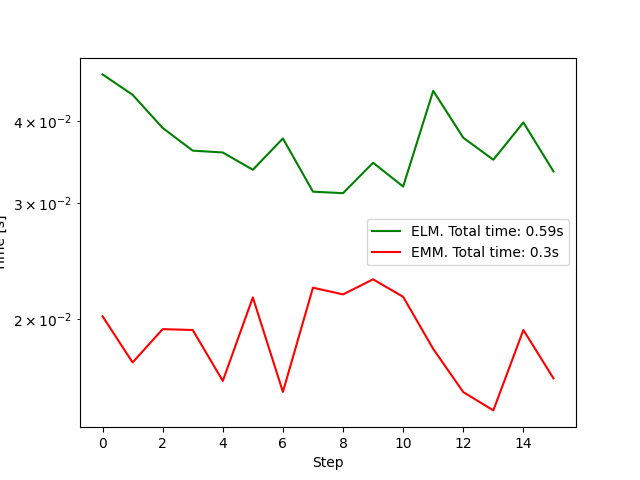 4 × 10⁻²
3 × 10⁻²
2 × 10⁻²
Time [s]
ELM. Total time: 0.59s
EMM. Total time: 0.3s
0 2 4 6 8 10 12 14
Step